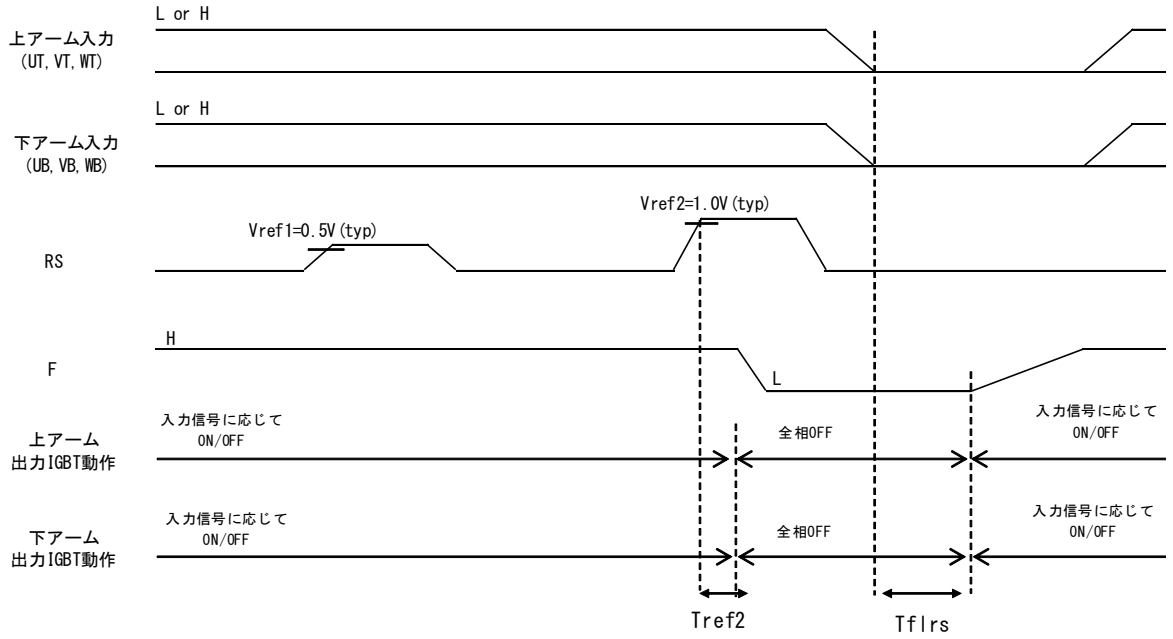 L or H
上アーム入力
(UT, VT, WT)
L or H
下アーム入力
(UB, VB, WB)
Vref1=0.5V(typ)
Vref2=1.0V(typ)
RS
H
F
L
入力信号に応じて
ON/OFF
全相OFF
入力信号に応じて
ON/OFF
上アーム
出力IGBT動作
入力信号に応じて
ON/OFF
全相OFF
入力信号に応じて
ON/OFF
下アーム
出力IGBT動作
Tref2
Tflrs